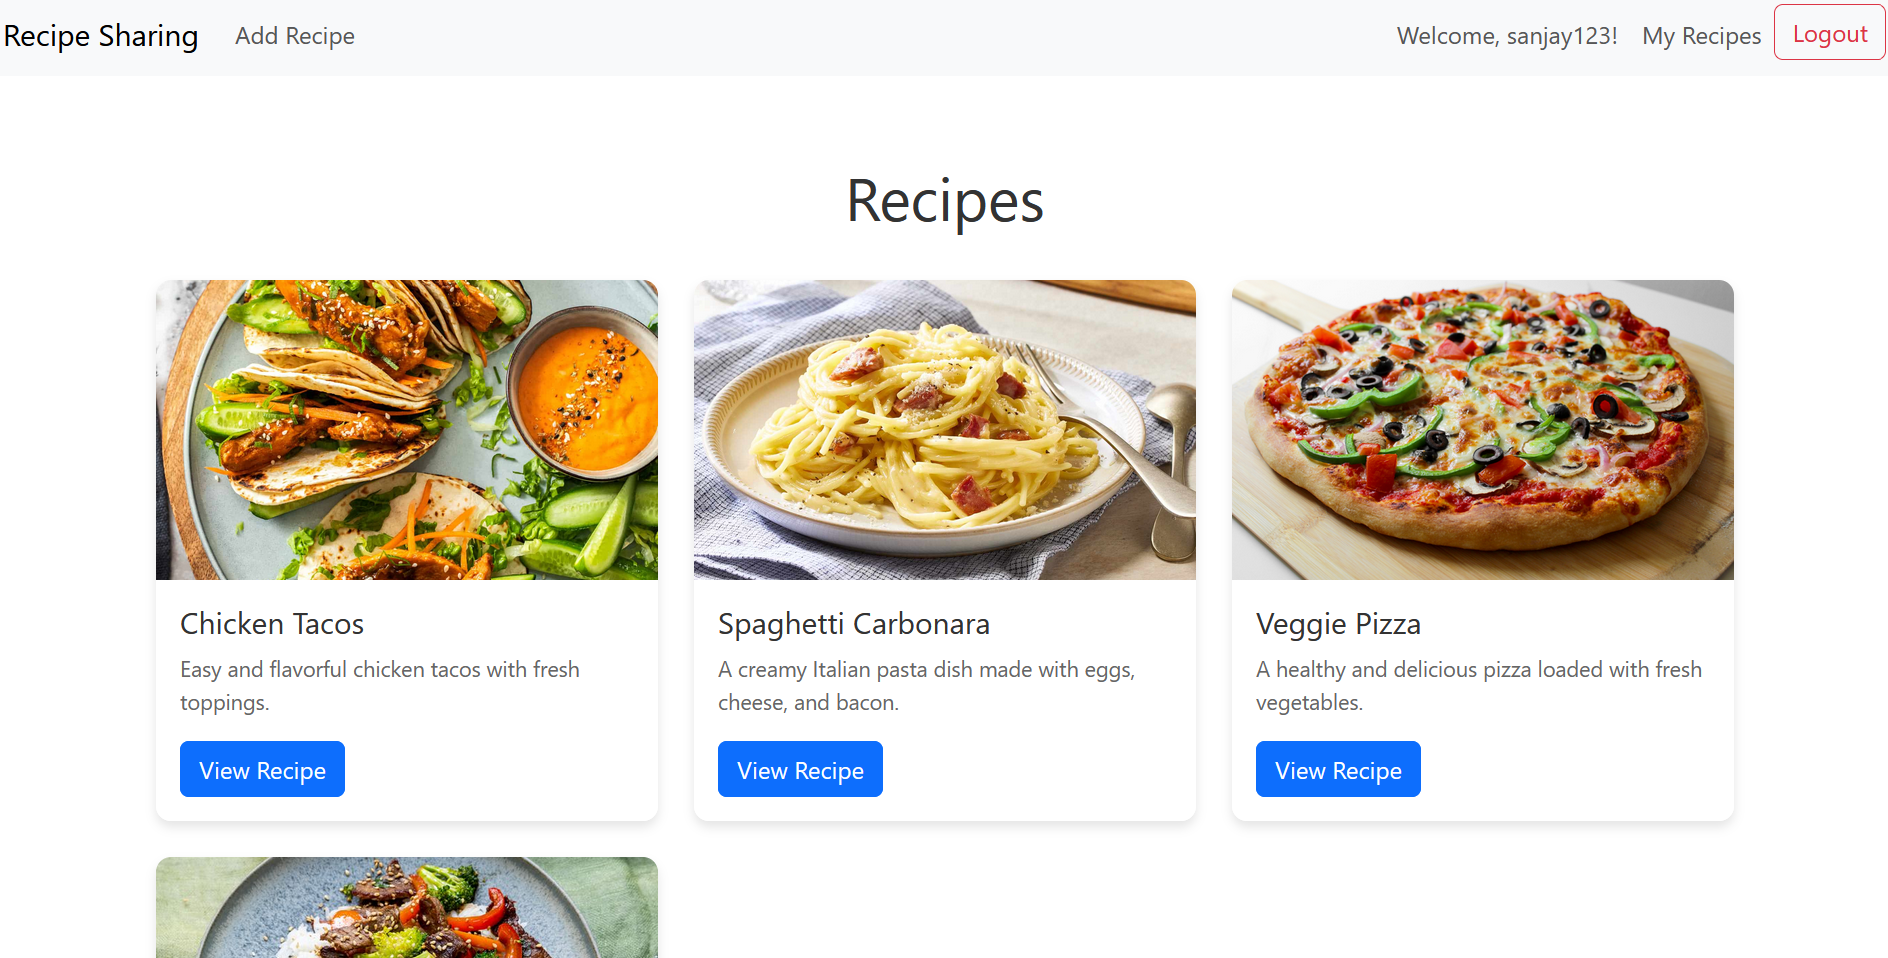 Recipe Sharing Add Recipe Welcome, sanjay123! My Recipes Logout
Recipes
Chicken Tacos
Easy and flavorful chicken tacos with fresh
toppings.
View Recipe
Spaghetti Carbonara
A creamy Italian pasta dish made with eggs,
cheese, and bacon.
View Recipe
Veggie Pizza
A healthy and delicious pizza loaded with fresh
vegetables.
View Recipe